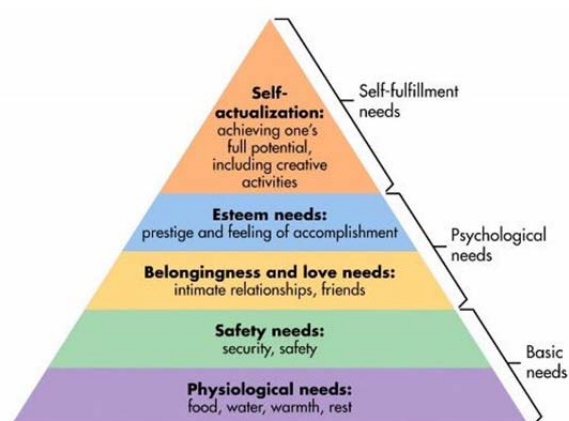 Self-
actualization:
achieving one's
full potential,
including creative
activities
Self-fulfillment
needs
Esteem needs:
prestige and feeling of accomplishment
Psychological
needs
Belongingness and love needs:
intimate relationships, friends
Safety needs:
security, safety
Basic
needs
Physiological needs:
food, water, warmth, rest